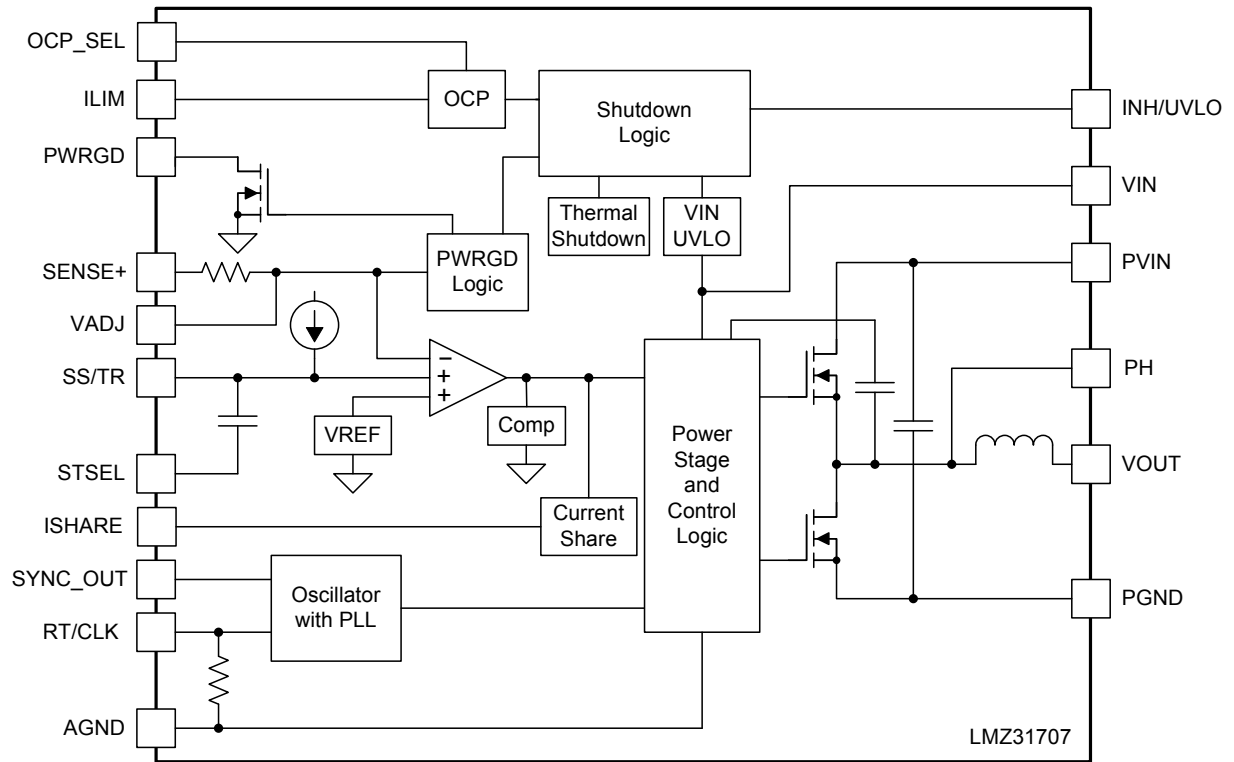 OCP_SEL
ILIM
PWRGD
SENSE+
VADJ
SS/TR
STSEL
ISHARE
SYNC_OUT
RT/CLK
AGND
OCP
Shutdown
Logic
Thermal
Shutdown
VIN
UVLO
PWRGD
Logic
−
+
+
VREF
Comp
Current
Share
Oscillator
with PLL
Power
Stage
and
Control
Logic
INH/UVLO
VIN
PVIN
PH
VOUT
PGND
LMZ31707